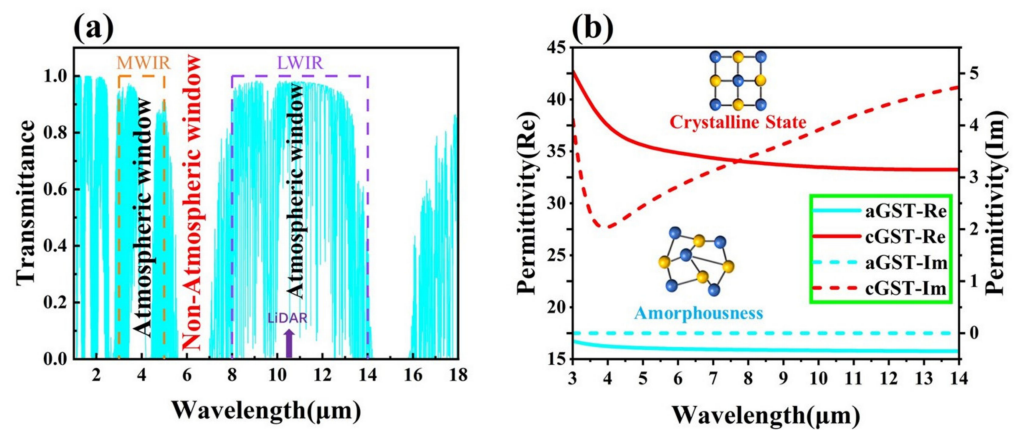 (a)
MWIR
LWIR
Atmospheric window
Non-Atmospheric window
Atmospheric window
LiDAR
Transmittance
1.0
0.8
0.6
0.4
0.2
0.0
2 4 6 8 10 12 14 16 18
Wavelength(μm)
(b)
Crystalline State
Amorphousness
aGST-Re
cGST-Re
aGST-Im
cGST-Im
Permittivity(Re)
45
40
35
30
25
20
15
Permittivity(Im)
5
4
3
2
1
0
3 4 5 6 7 8 9 10 11 12 13 14
Wavelength(μm)